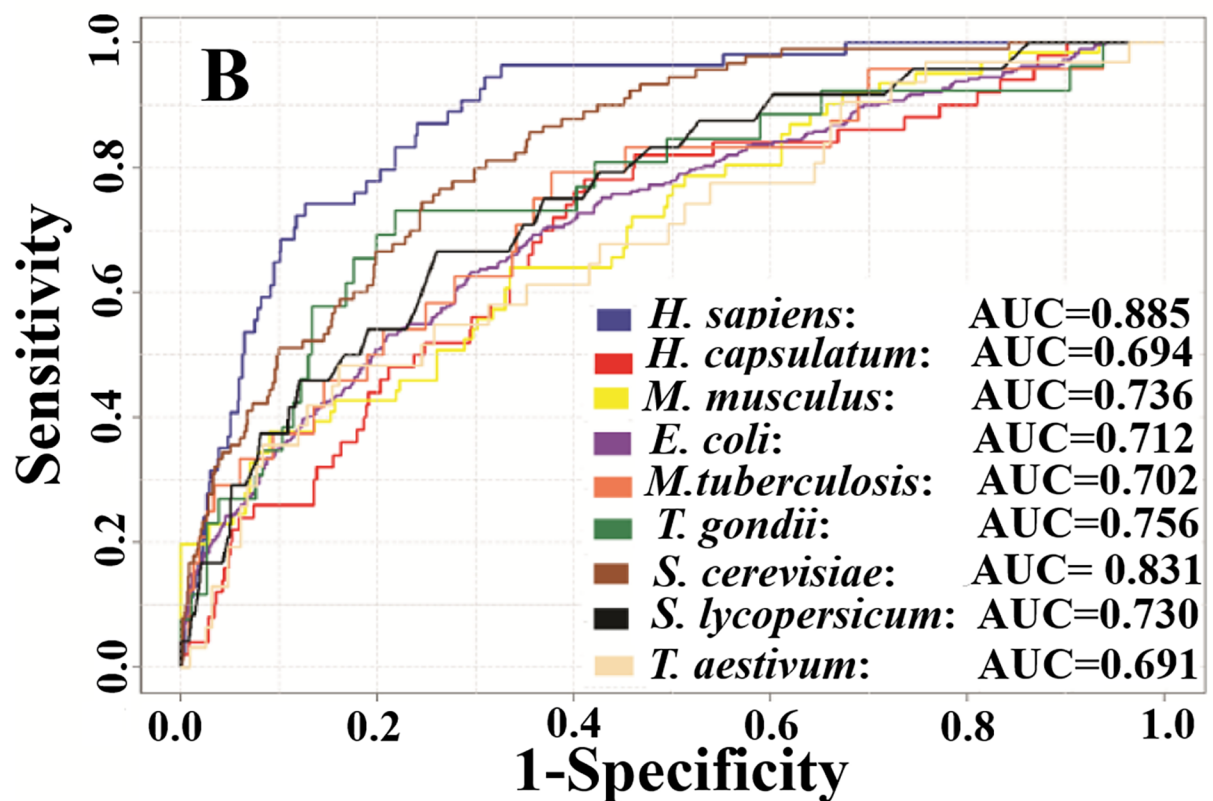 B
Sensitivity
1.0
0.8
0.6
0.4
0.2
0.0
H. sapiens: AUC=0.885
H. capsulatum: AUC=0.694
M. musculus: AUC=0.736
E. coli: AUC=0.712
M.tuberculosis: AUC=0.702
T. gondii: AUC=0.756
S. cerevisiae: AUC= 0.831
S. lycopersicum: AUC=0.730
T. aestivum: AUC=0.691
0.0 0.2 0.4 0.6 0.8 1.0
1-Specificity